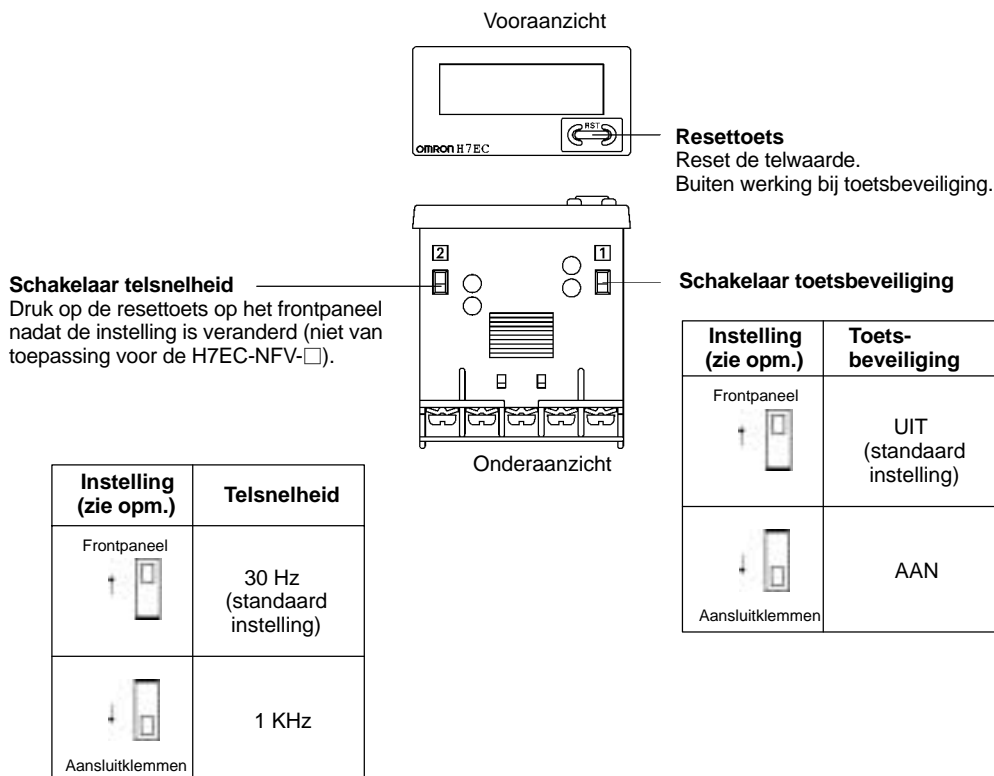 Vooraanzicht
RST
OMRON H7EC
Resettoets
Reset de telwaarde.
Buiten werking bij toetsbeveiliging.
2
1
Schakelaar telsnelheid
Druk op de resettoets op het frontpaneel
nadat de instelling is veranderd (niet van
toepassing voor de H7EC-NFV-□).
Schakelaar toetsbeveiliging
Onderaanzicht
Instelling
(zie opm.)
Toets-
beveiliging
Frontpaneel
UIT
(standaard
instelling)
AAN
Aansluitklemmen
Instelling
(zie opm.)
Telsnelheid
Frontpaneel
30 Hz
(standaard
instelling)
1 KHz
Aansluitklemmen